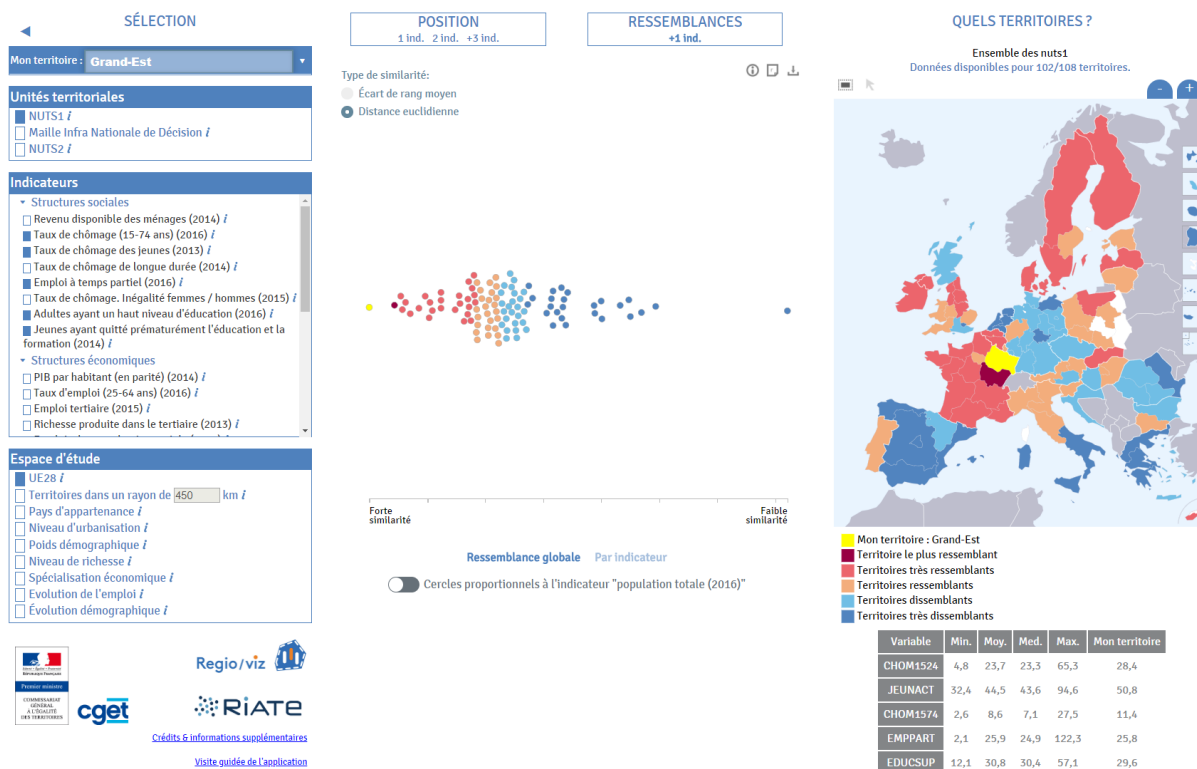 SÉLECTION
Mon territoire : Grand-Est
Unités territoriales
NUTS1 i
Maille Infra Nationale de Décision i
NUTS2 i
Indicateurs
Structures sociales
Revenu disponible des ménages (2014) i
Taux de chômage (15-74 ans) (2016) i
Taux de chômage des jeunes (2013) i
Taux de chômage de longue durée (2014) i
Emploi à temps partiel (2016) i
Taux de chômage. Inégalité femmes / hommes (2015) i
Adultes ayant un haut niveau d'éducation (2016) i
Jeunes ayant quitté prématurément l'éducation et la
formation (2014) i
Structures économiques
PIB par habitant (en parité) (2014) i
Taux d'emploi (25-64 ans) (2016) i
Emploi tertiaire (2015) i
Richesse produite dans le tertiaire (2013) i
Espace d'étude
UE28 i
Territoires dans un rayon de 450 km i
Pays d'appartenance i
Niveau d'urbanisation i
Poids démographique i
Niveau de richesse i
Spécialisation économique i
Evolution de l'emploi i
Évolution démographique i
Premier ministre
COMMISSARIAT
GÉNÉRAL
À L'ÉGALITÉ
DES TERRITOIRES
cget
Regio/viz
RIATE
Crédits & informations supplémentaires
Visite guidée de l'application
POSITION
1 ind. 2 ind. +3 ind.
RESSEMBLANCES
+1 ind.
Type de similarité:
Écart de rang moyen
Distance euclidienne
Forte
similarité
Faible
similarité
Ressemblance globale Par indicateur
Cercles proportionnels à l'indicateur "population totale (2016)"
QUELS TERRITOIRES ?
Ensemble des nuts1
Données disponibles pour 102/108 territoires.
- +
Mon territoire : Grand-Est
Territoire le plus ressemblant
Territoires très ressemblants
Territoires ressemblants
Territoires dissemblants
Territoires très dissemblants
Variable Min. Moy. Med. Max. Mon territoire
CHOM1524 4,8 23,7 23,3 65,3 28,4
JEUNACT 32,4 44,5 43,6 94,6 50,8
CHOM1574 2,6 8,6 7,1 27,5 11,4
EMPPART 2,1 25,9 24,9 122,3 25,8
EDUCSUP 12,1 30,8 30,4 57,1 29,6